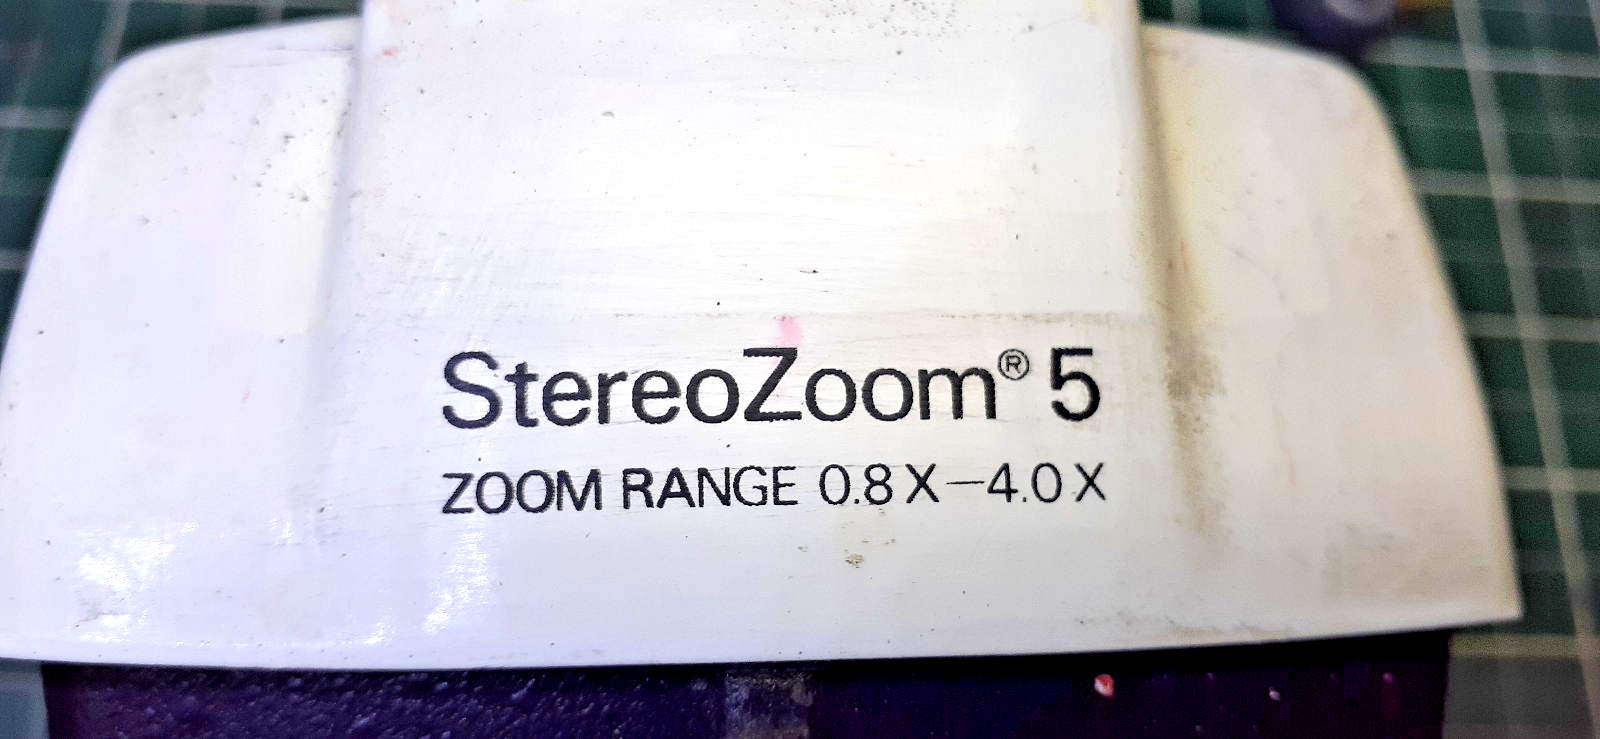 StereoZoom® 5
ZOOM RANGE 0.8X—4.0X